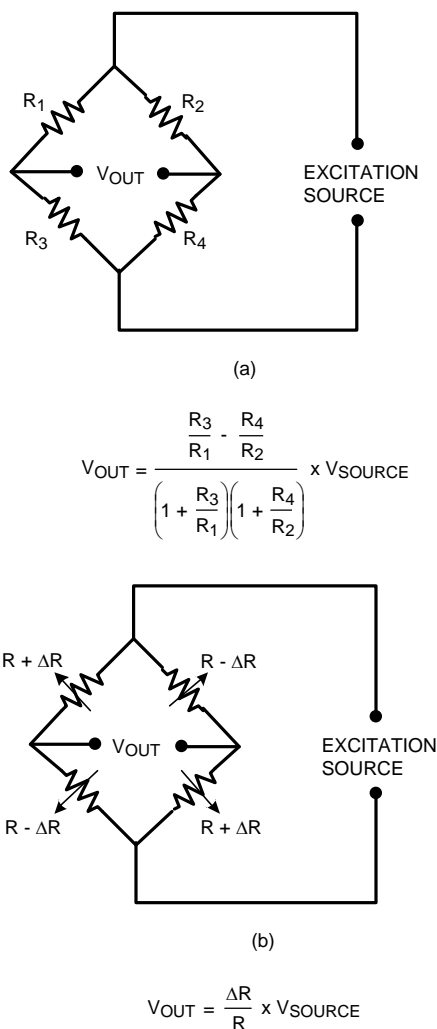 R1 R2
VOUT
EXCITATION
SOURCE
R3 R4
(a)
VOUT = (R3/R1 - R4/R2) / ((1 + R3/R1)(1 + R4/R2)) x VSOURCE
R + ΔR R - ΔR
VOUT
EXCITATION
SOURCE
R - ΔR R + ΔR
(b)
VOUT = ΔR/R x VSOURCE